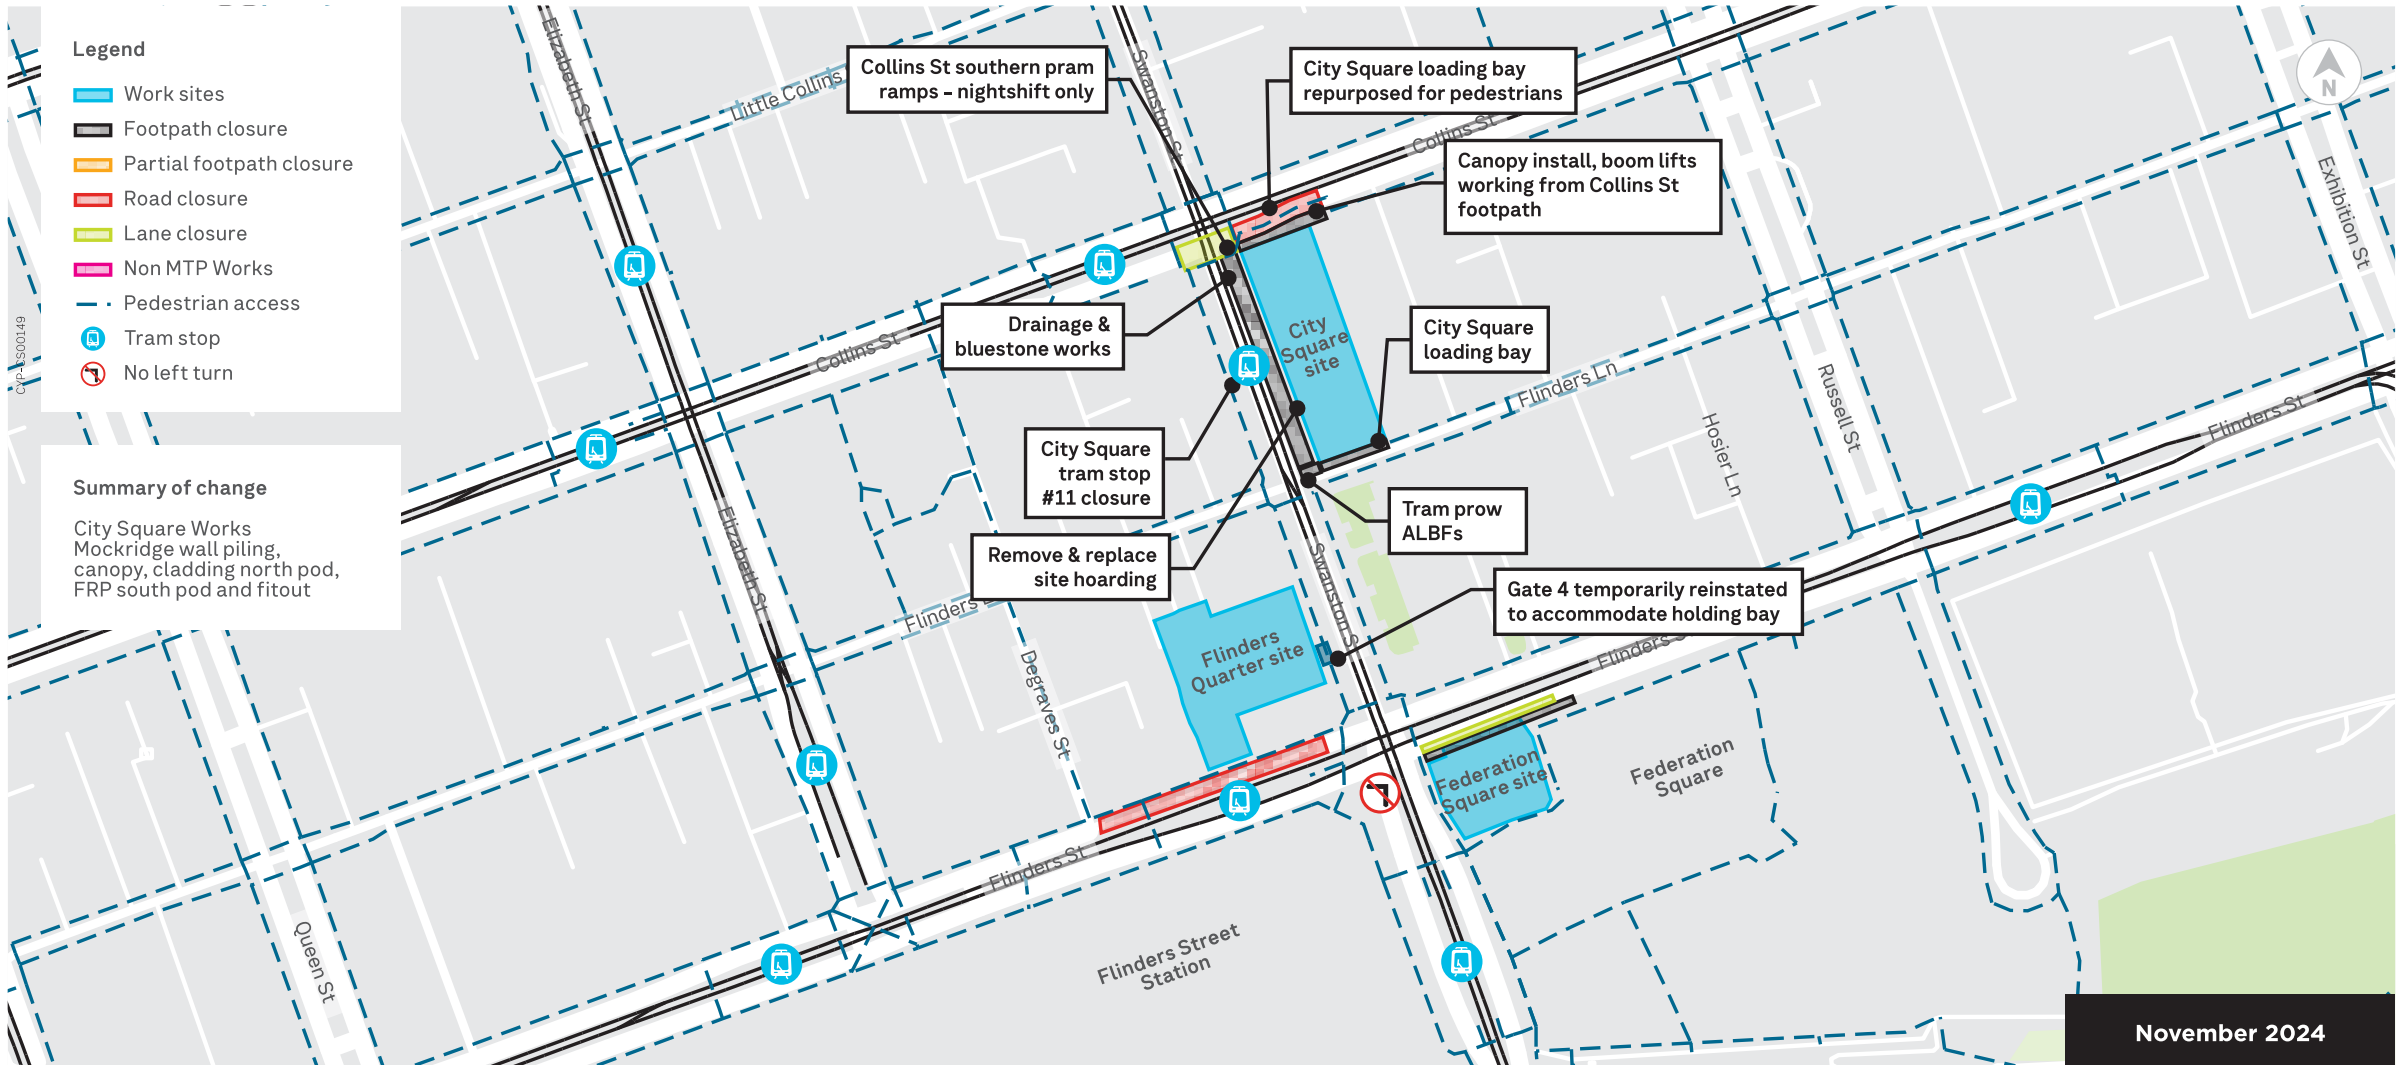 Legend
Work sites
Footpath closure
Partial footpath closure
Road closure
Lane closure
Non MTP Works
Pedestrian access
Tram stop
No left turn
CYP-CS00149
Summary of change
City Square Works
Mockridge wall piling,
canopy, cladding north pod,
FRP south pod and fitout
Elizabeth St
Little Collins
Swanston St
Collins St southern pram
ramps – nightshift only
City Square loading bay
repurposed for pedestrians
Collins St
Canopy install, boom lifts
working from Collins St
footpath
N
Exhibition St
Drainage &
bluestone works
City
Square
site
City Square
loading bay
Collins St
Flinders Ln
Russell St
Hosier Ln
Flinders St
City Square
tram stop
#11 closure
Tram prow
ALBFs
Elizabeth St
Remove & replace
site hoarding
Swanston S
Gate 4 temporarily reinstated
to accommodate holding bay
Flinders
Flinders
Quarter site
Flinders S
Degraves St
Federation
Square site
Federation
Square
Flinders St
Queen St
Flinders Street
Station
November 2024